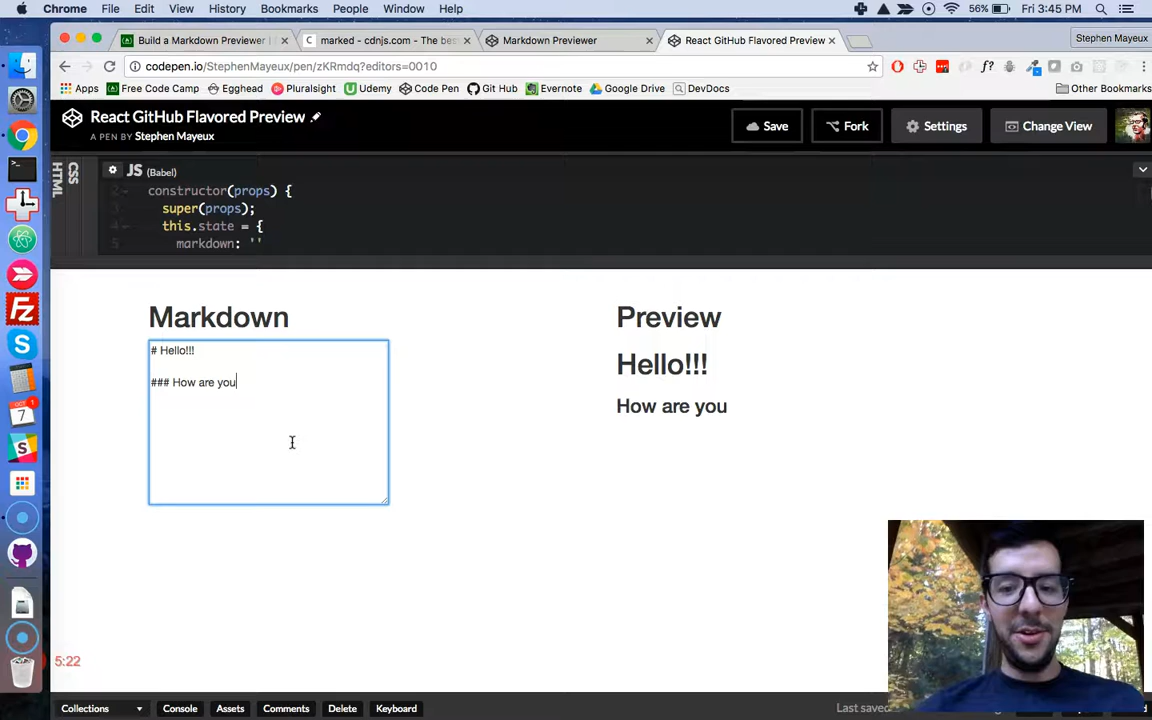 Chrome File Edit View History Bookmarks People Window Help 56% Fri 3:45 PM
Build a Markdown Previewer |
marked - cdnjs.com - The bes
Markdown Previewer
React GitHub Flavored Preview
Stephen Mayeux
codepen.io/StephenMayeux/pen/zKRmdq?editors=0010
Apps Free Code Camp Egghead Pluralsight Udemy Code Pen Git Hub Evernote Google Drive DevDocs Other Bookmarks
React GitHub Flavored Preview
A PEN BY Stephen Mayeux
Save Fork Settings Change View
HTML CSS
JS (Babel)
2 constructor(props) {
3 super(props);
4 this.state = {
5 markdown: ''
Markdown
# Hello!!!
### How are you
Preview
Hello!!!
How are you
5:22
Collections Console Assets Comments Delete Keyboard
Last saved